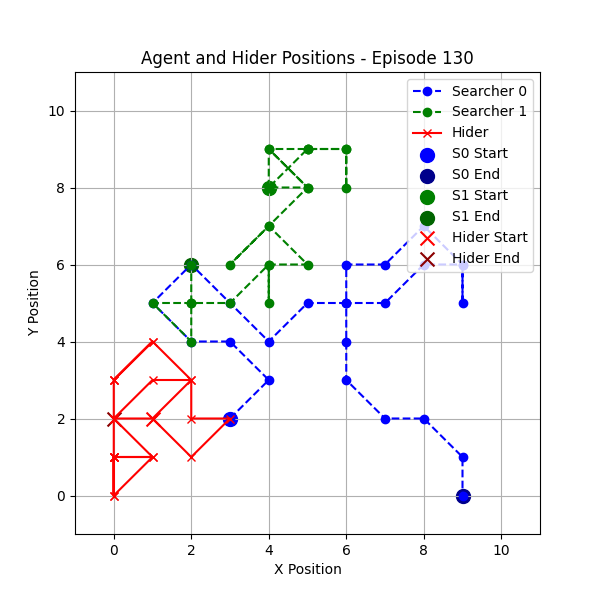 Agent and Hider Positions - Episode 130
Y Position
10
8
6
4
2
0
0 2 4 6 8 10
X Position
Searcher 0
Searcher 1
Hider
S0 Start
S0 End
S1 Start
S1 End
Hider Start
Hider End